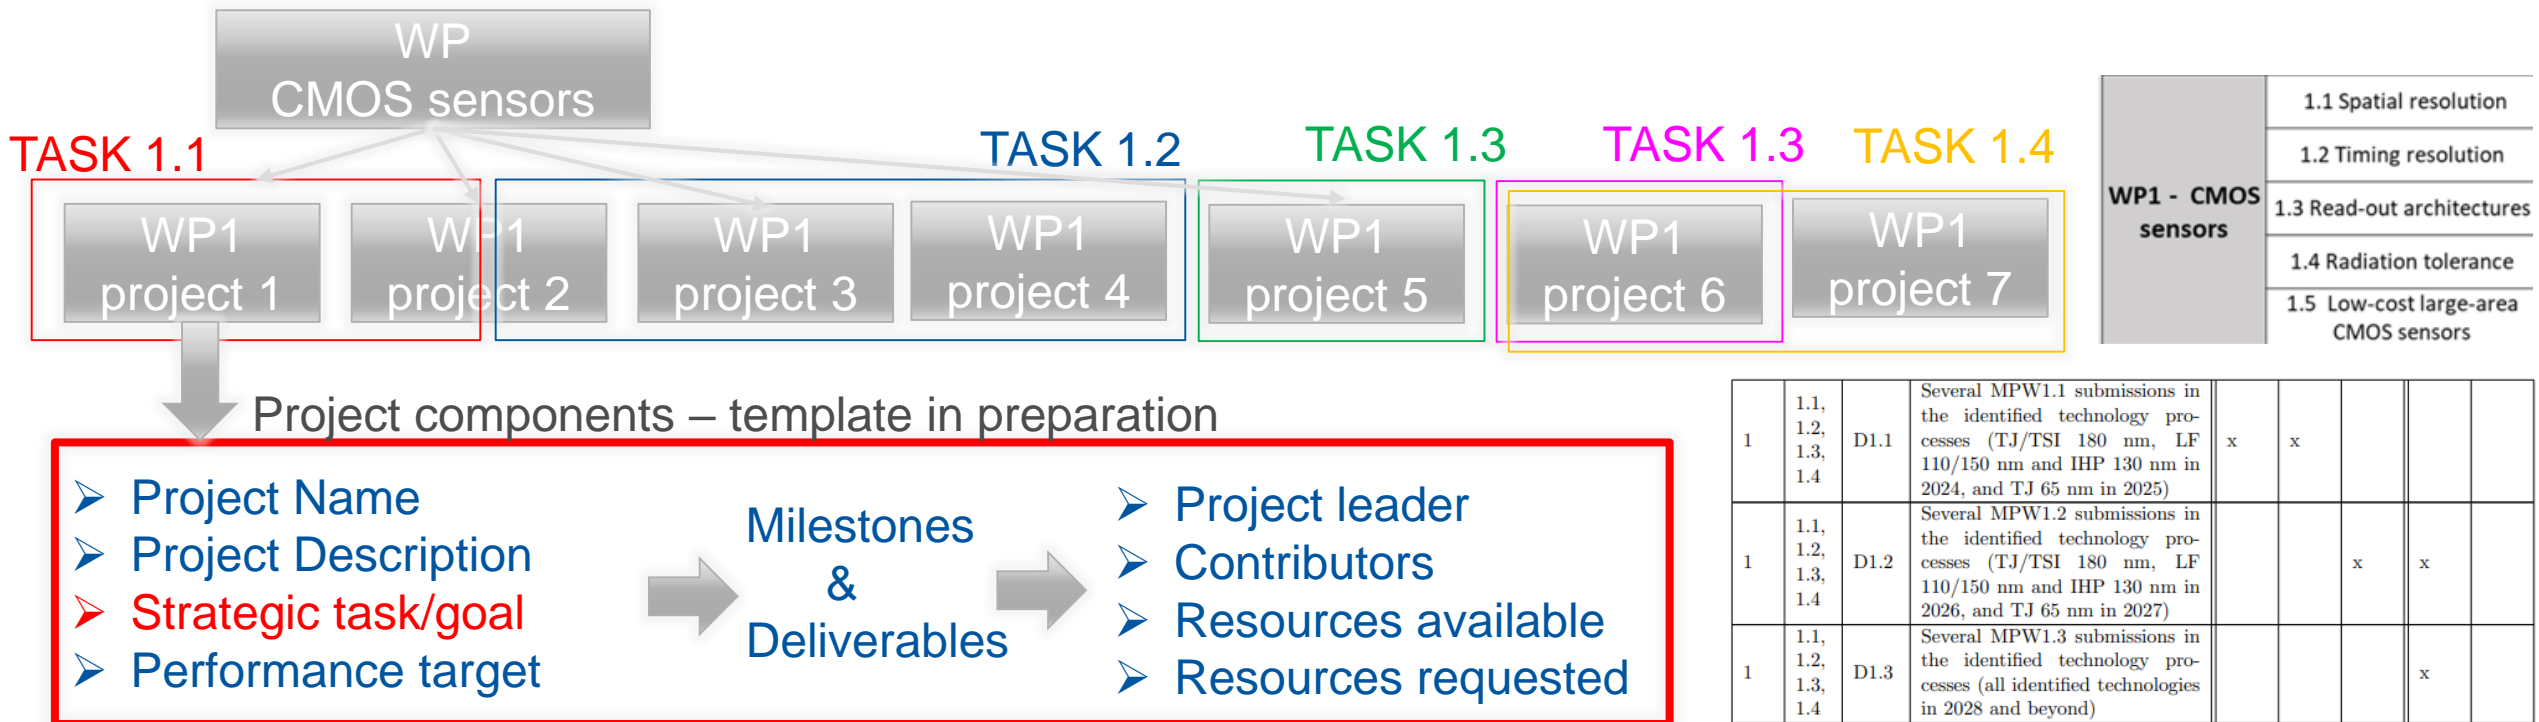 WP
CMOS sensors
TASK 1.1
TASK 1.2
TASK 1.3
TASK 1.3
TASK 1.4
WP1
project 1
WP1
project 2
WP1
project 3
WP1
project 4
WP1
project 5
WP1
project 6
WP1
project 7
WP1 - CMOS
sensors
1.1 Spatial resolution
1.2 Timing resolution
1.3 Read-out architectures
1.4 Radiation tolerance
1.5 Low-cost large-area
CMOS sensors
Project components – template in preparation
➢ Project Name
➢ Project Description
➢ Strategic task/goal
➢ Performance target
Milestones
&
Deliverables
➢ Project leader
➢ Contributors
➢ Resources available
➢ Resources requested
1
1.1,
1.2,
1.3,
1.4
D1.1
Several MPW1.1 submissions in
the identified technology pro-
cesses (TJ/TSI 180 nm, LF
110/150 nm and IHP 130 nm in
2024, and TJ 65 nm in 2025)
x
x
1
1.1,
1.2,
1.3,
1.4
D1.2
Several MPW1.2 submissions in
the identified technology pro-
cesses (TJ/TSI 180 nm, LF
110/150 nm and IHP 130 nm in
2026, and TJ 65 nm in 2027)
x
x
1
1.1,
1.2,
1.3,
1.4
D1.3
Several MPW1.3 submissions in
the identified technology pro-
cesses (all identified technologies
in 2028 and beyond)
x